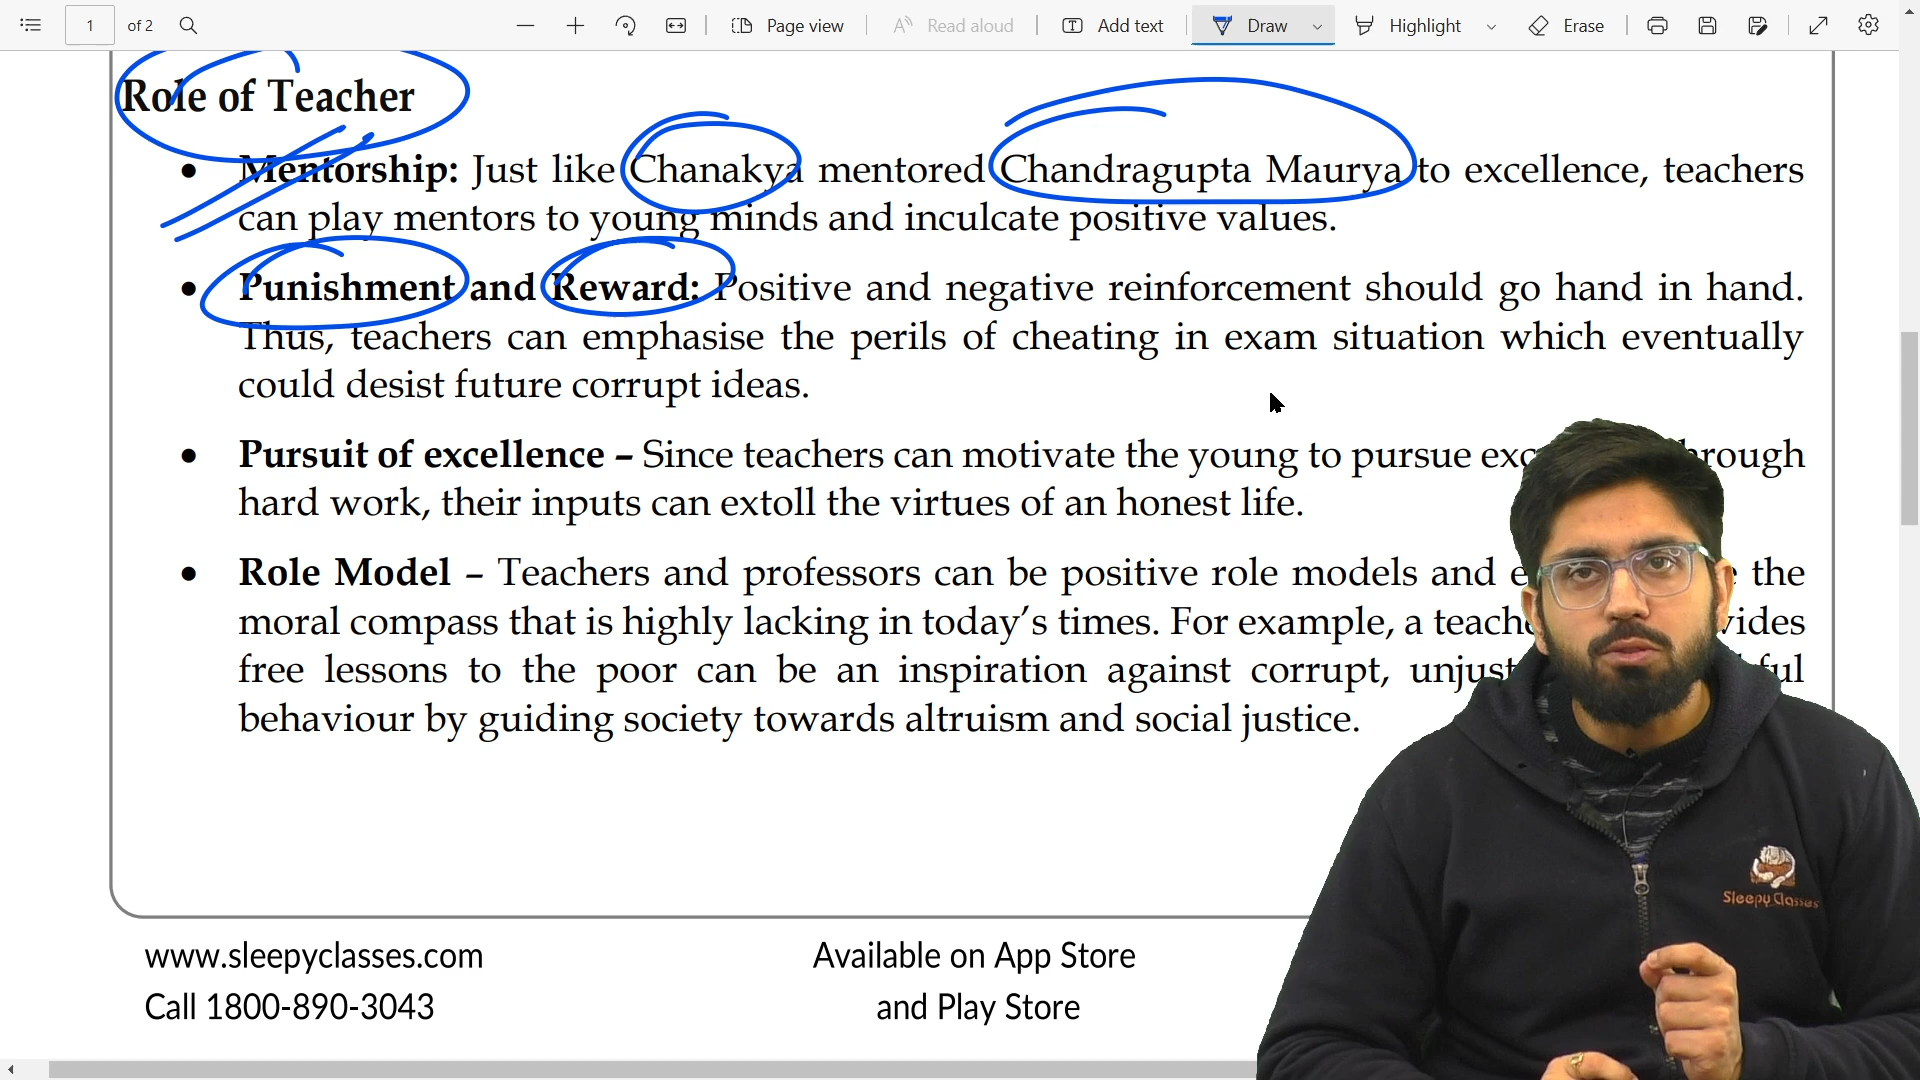 1 of 2 Page view Read aloud Add text Draw Highlight Erase
Role of Teacher
• Mentorship: Just like Chanakya mentored Chandragupta Maurya to excellence, teachers
can play mentors to young minds and inculcate positive values.
• Punishment and Reward: Positive and negative reinforcement should go hand in hand.
Thus, teachers can emphasise the perils of cheating in exam situation which eventually
could desist future corrupt ideas.
• Pursuit of excellence – Since teachers can motivate the young to pursue
hard work, their inputs can extoll the virtues of an honest life.
• Role Model – Teachers and professors can be positive role models and the
moral compass that is highly lacking in today's times. For example, a
free lessons to the poor can be an inspiration against corrupt,
behaviour by guiding society towards altruism and social justice.
Sleepy Classes
www.sleepyclasses.com
Available on App Store
Call 1800-890-3043
and Play Store